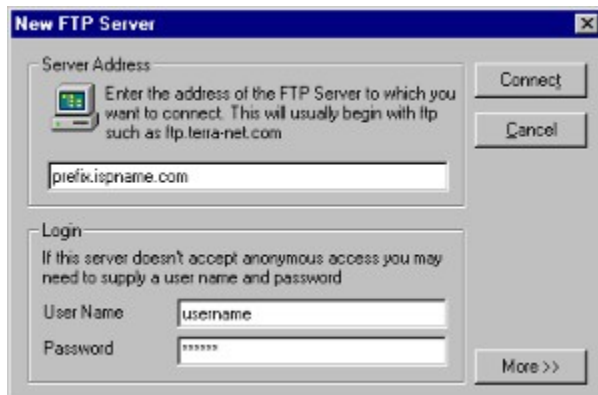 New FTP Server
Server Address
Enter the address of the FTP Server to which you
want to connect. This will usually begin with ftp
such as ftp.terra-net.com
prefix.ispname.com
Connect
Cancel
Login
If this server doesn't accept anonymous access you may
need to supply a user name and password
User Name
username
Password
******
More >>